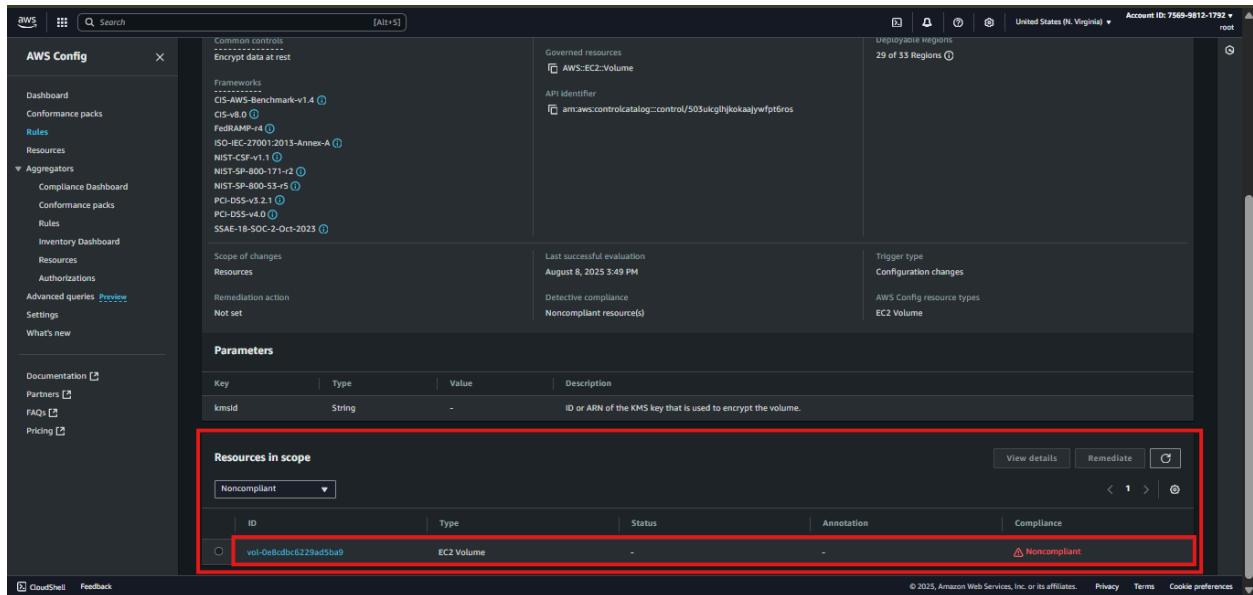 aws
Search
[Alt+S]
United States (N. Virginia)
Account ID: 7569-9812-1792
root
AWS Config
Dashboard
Conformance packs
Rules
Resources
Aggregators
Compliance Dashboard
Conformance packs
Rules
Inventory Dashboard
Resources
Authorizations
Advanced queries Preview
Settings
What's new
Documentation
Partners
FAQs
Pricing
Common controls
Encrypt data at rest
Frameworks
CIS-AWS-Benchmark-v1.4
CIS-v8.0
FedRAMP-r4
ISO-IEC-27001:2013-Annex-A
NIST-CSF-v1.1
NIST-SP-800-171-r2
NIST-SP-800-53-r5
PCI-DSS-v3.2.1
PCI-DSS-v4.0
SSAE-18-SOC-2-Oct-2023
Governed resources
AWS::EC2::Volume
API identifier
arn:aws:controlcatalog:::control/503uicglhjkokaajywfpt6ros
Deployable Regions
29 of 33 Regions
Scope of changes
Resources
Last successful evaluation
August 8, 2025 3:49 PM
Trigger type
Configuration changes
Remediation action
Not set
Detective compliance
Noncompliant resource(s)
AWS Config resource types
EC2 Volume
Parameters
Key Type Value Description
kmsId String - ID or ARN of the KMS key that is used to encrypt the volume.
Resources in scope
View details Remediate
Noncompliant
1
ID Type Status Annotation Compliance
vol-0e8cdbc6229ad5ba9 EC2 Volume - - Noncompliant
CloudShell Feedback
© 2025, Amazon Web Services, Inc. or its affiliates. Privacy Terms Cookie preferences